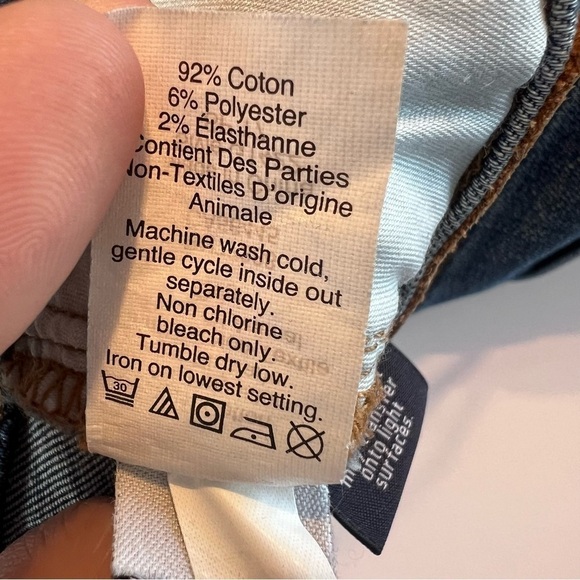 92% Coton
6% Polyester
2% Élasthanne
Contient Des Parties
Non-Textiles D'origine
Animale
Machine wash cold,
gentle cycle inside out
separately.
Non chlorine
bleach only.
Tumble dry low.
Iron on lowest setting.
30
transfer
onto light
surfaces.